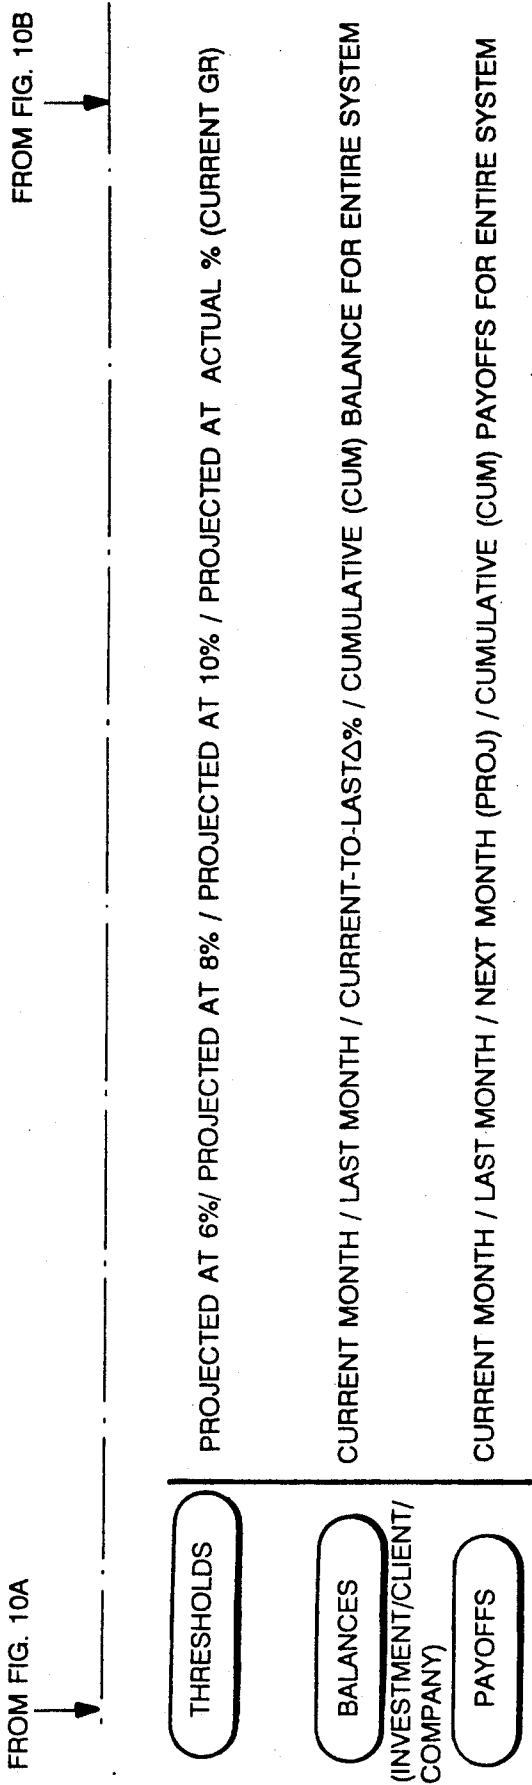 FROM FIG. 10A
FROM FIG. 10B
THRESHOLDS
PROJECTED AT 6%/ PROJECTED AT 8% / PROJECTED AT 10% / PROJECTED AT ACTUAL % (CURRENT GR)
BALANCES
CURRENT MONTH / LAST MONTH / CURRENT-TO-LASTΔ% / CUMULATIVE (CUM) BALANCE FOR ENTIRE SYSTEM
(INVESTMENT/CLIENT/
COMPANY)
PAYOFFS
CURRENT MONTH / LAST MONTH / NEXT MONTH (PROJ) / CUMULATIVE (CUM) PAYOFFS FOR ENTIRE SYSTEM